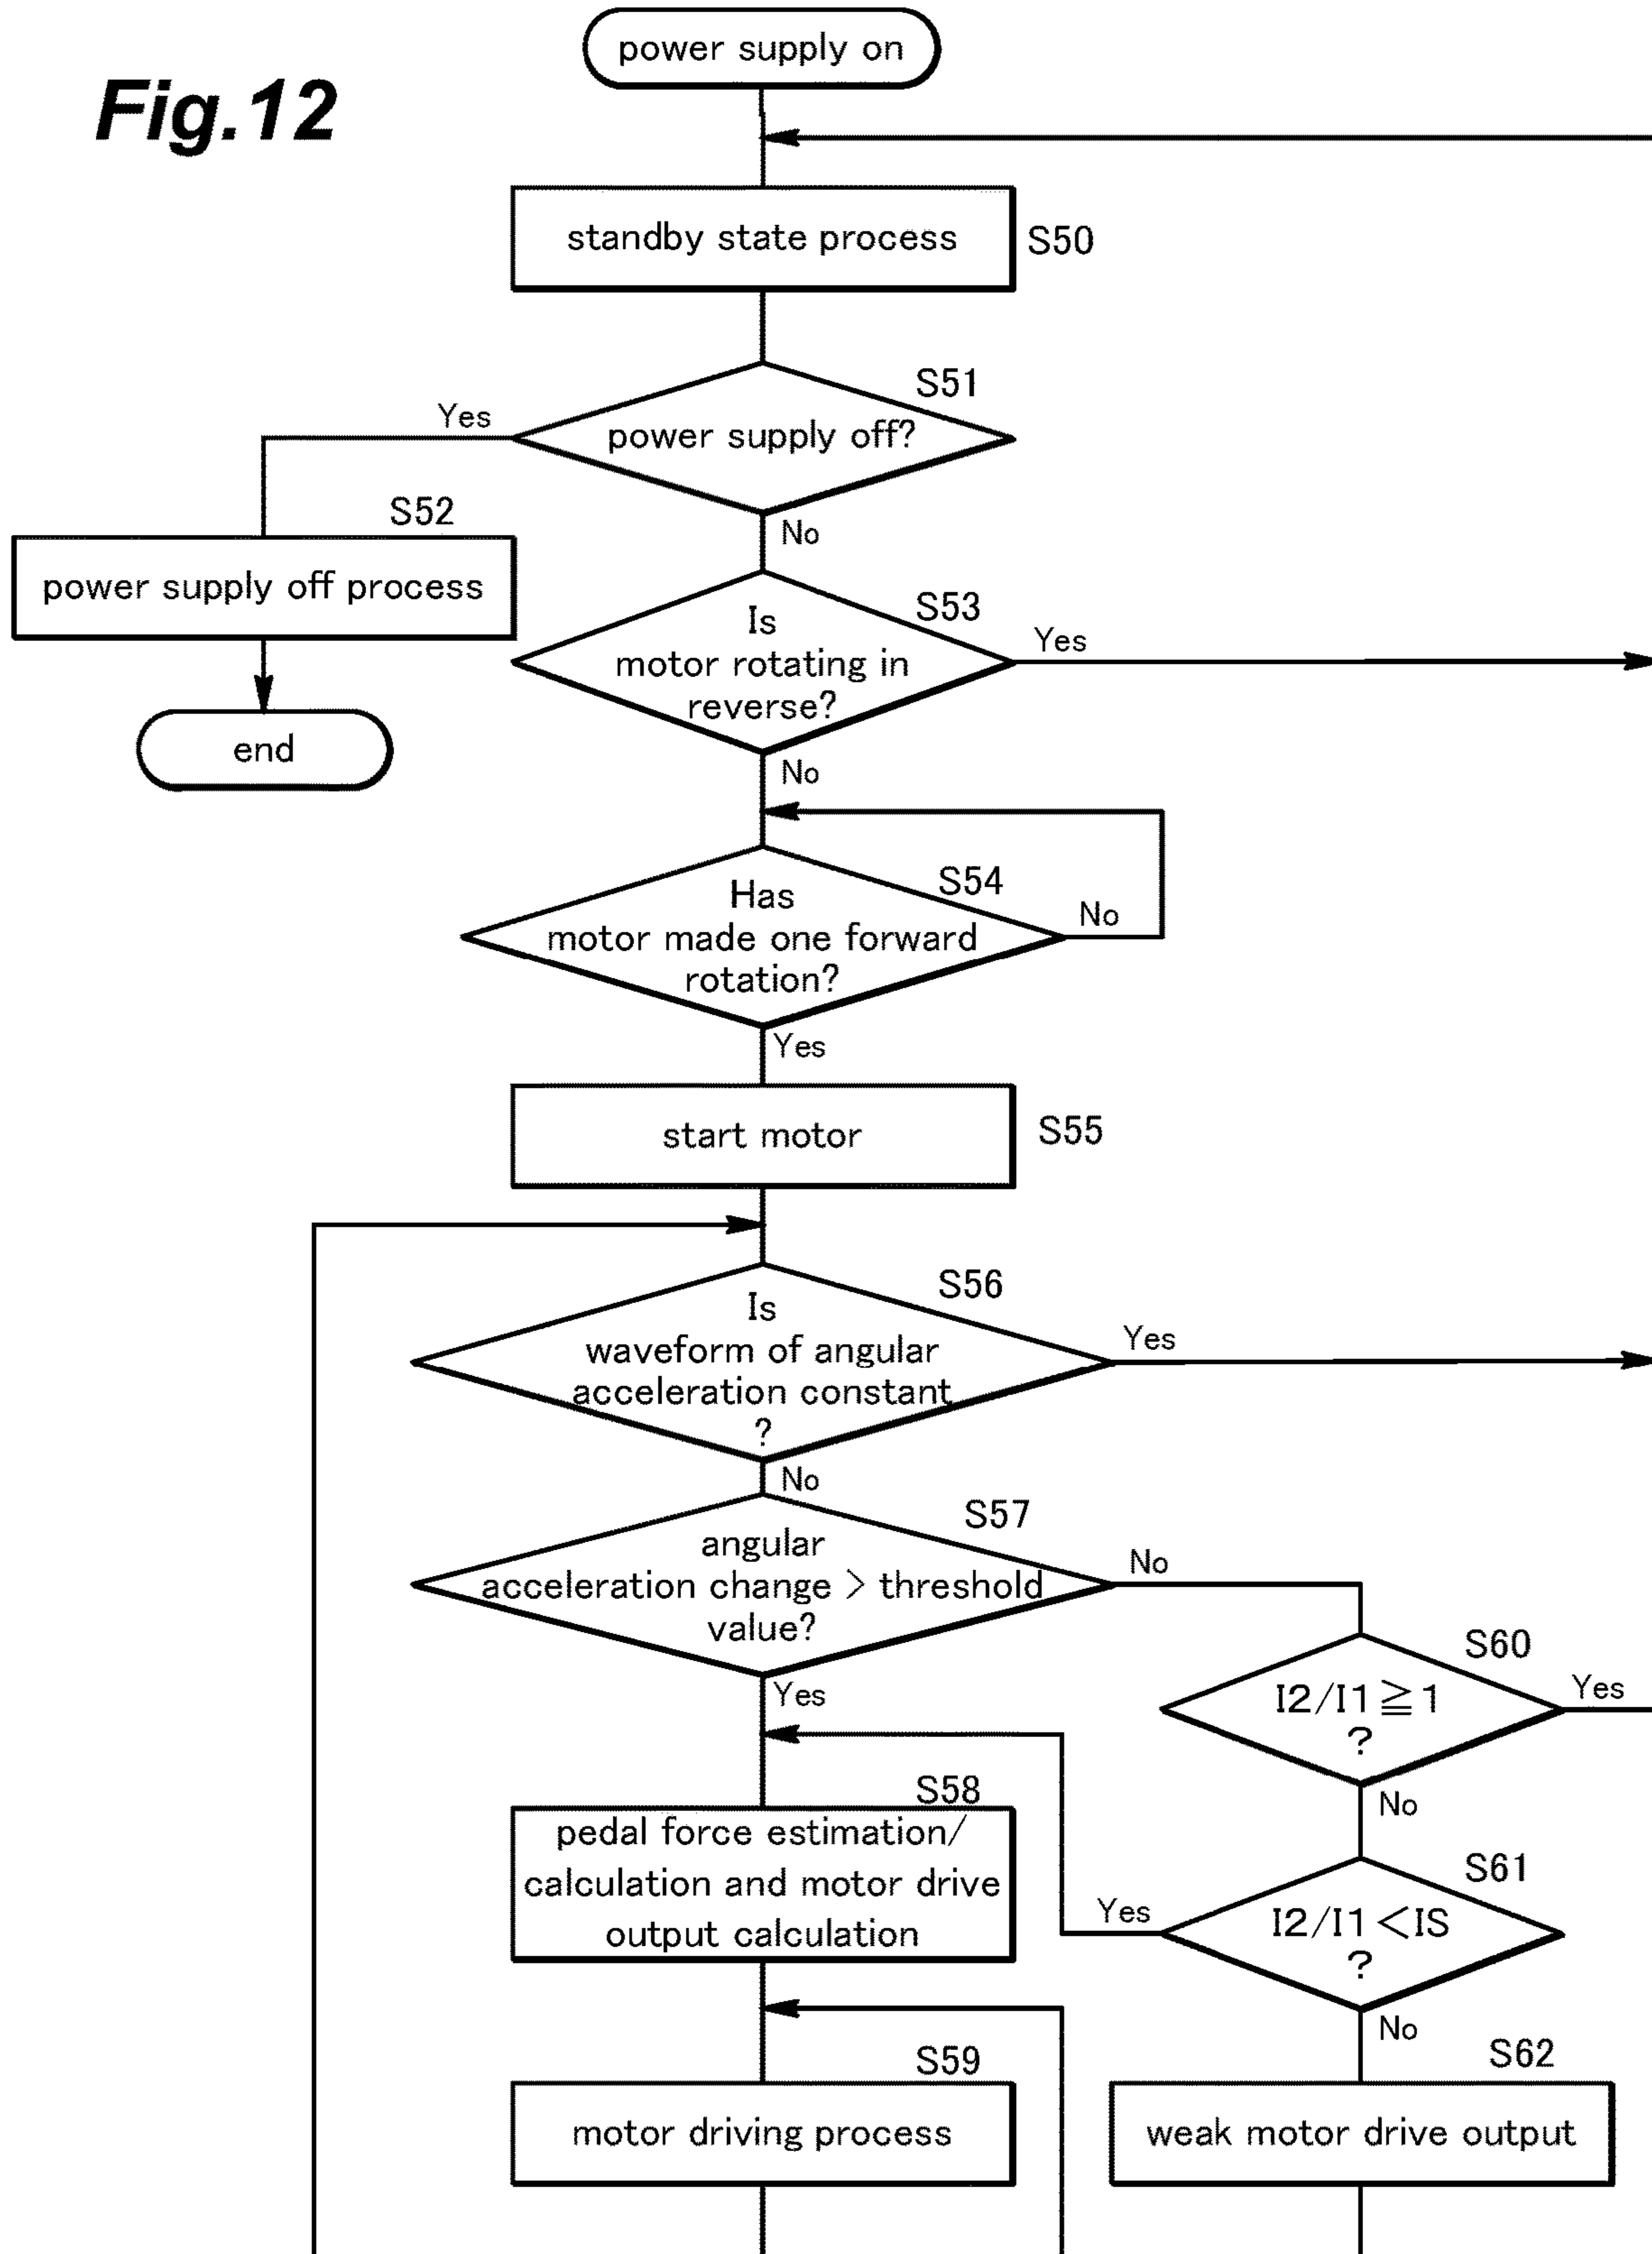 Fig.12
power supply on
standby state process
S50
S51
Yes
power supply off?
No
S52
power supply off process
end
S53
Is
motor rotating in
reverse?
Yes
No
S54
Has
motor made one forward
rotation?
No
Yes
start motor
S55
S56
Is
waveform of angular
acceleration constant
?
Yes
No
S57
angular
acceleration change > threshold
value?
No
Yes
S60
I2/I1≧1
?
Yes
No
S58
pedal force estimation/
calculation and motor drive
output calculation
S61
I2/I1<IS
?
Yes
No
S59
motor driving process
S62
weak motor drive output